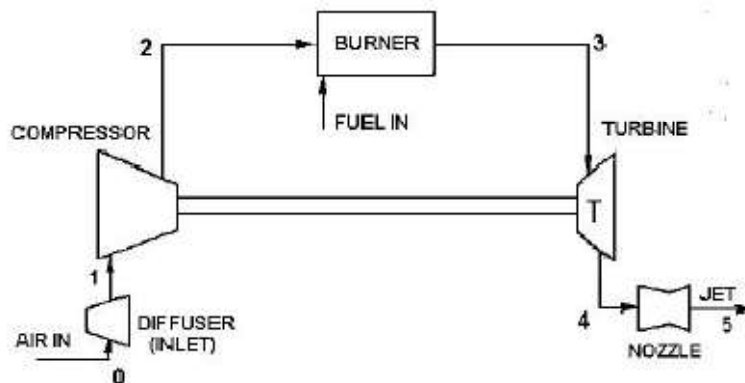 2
BURNER
3
FUEL IN
COMPRESSOR
TURBINE
T
1
DIFFUSER
(INLET)
AIR IN
0
4
JET
5
NOZZLE